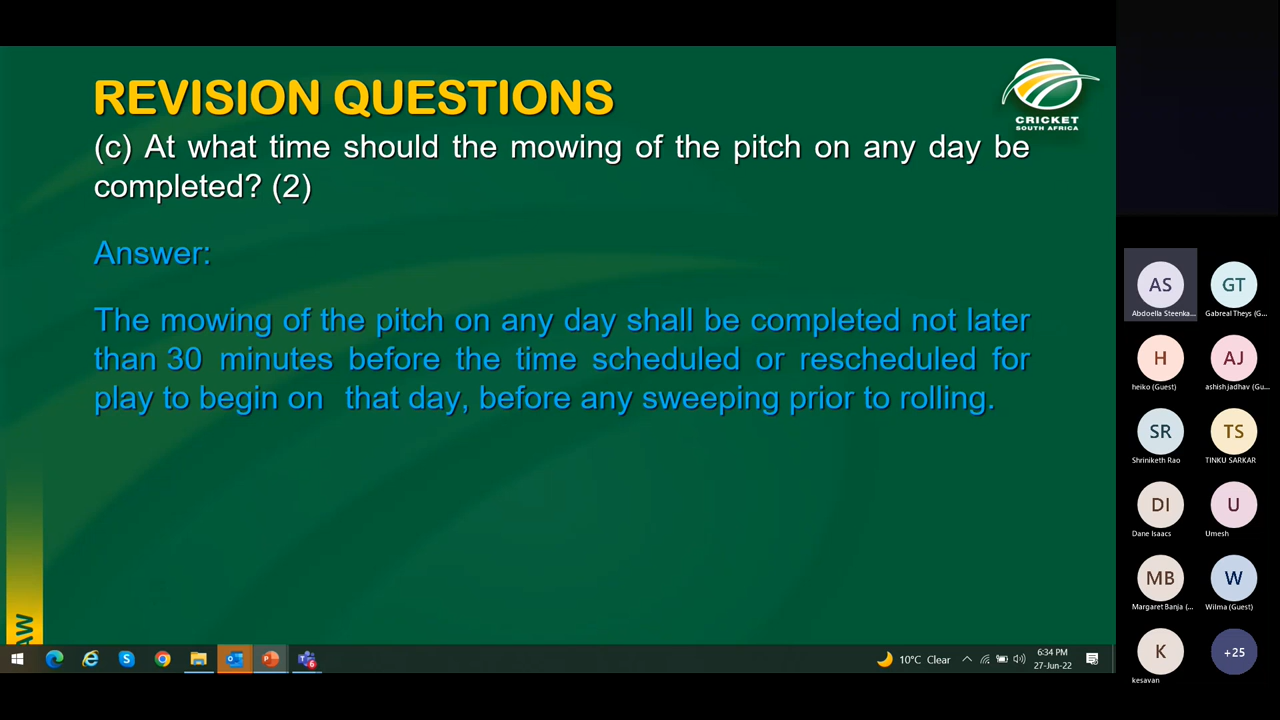 REVISION QUESTIONS
CRICKET
SOUTH AFRICA
(c) At what time should the mowing of the pitch on any day be
completed? (2)
Answer:
The mowing of the pitch on any day shall be completed not later
than 30 minutes before the time scheduled or rescheduled for
play to begin on that day, before any sweeping prior to rolling.
AW
AS
Abdoella Steenka...
GT
Gabreal Theys (G...
H
heiko (Guest)
AJ
ashish jadhav (Gu...
SR
Shriniketh Rao
TS
TINKU SARKAR
DI
Dane Isaacs
U
Umesh
MB
Margaret Banja (...
W
Wilma (Guest)
K
kesavan
+25
6
10°C Clear
6:34 PM
27-Jun-22